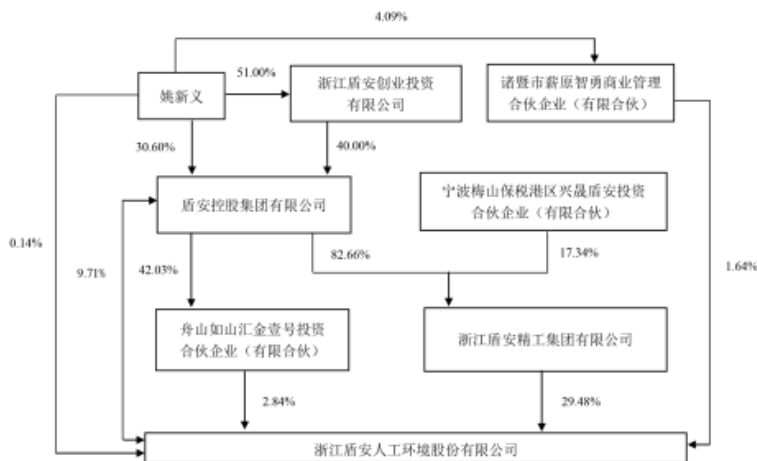 4.09%
51.00%
姚新义
浙江盾安创业投资
有限公司
诸暨市薪原智勇商业管理
合伙企业（有限合伙）
30.60%
40.00%
盾安控股集团有限公司
宁波梅山保税港区兴晟盾安投资
合伙企业（有限合伙）
0.14%
9.71%
42.03%
82.66%
17.34%
1.64%
舟山如山汇金壹号投资
合伙企业（有限合伙）
浙江盾安精工集团有限公司
2.84%
29.48%
浙江盾安人工环境股份有限公司